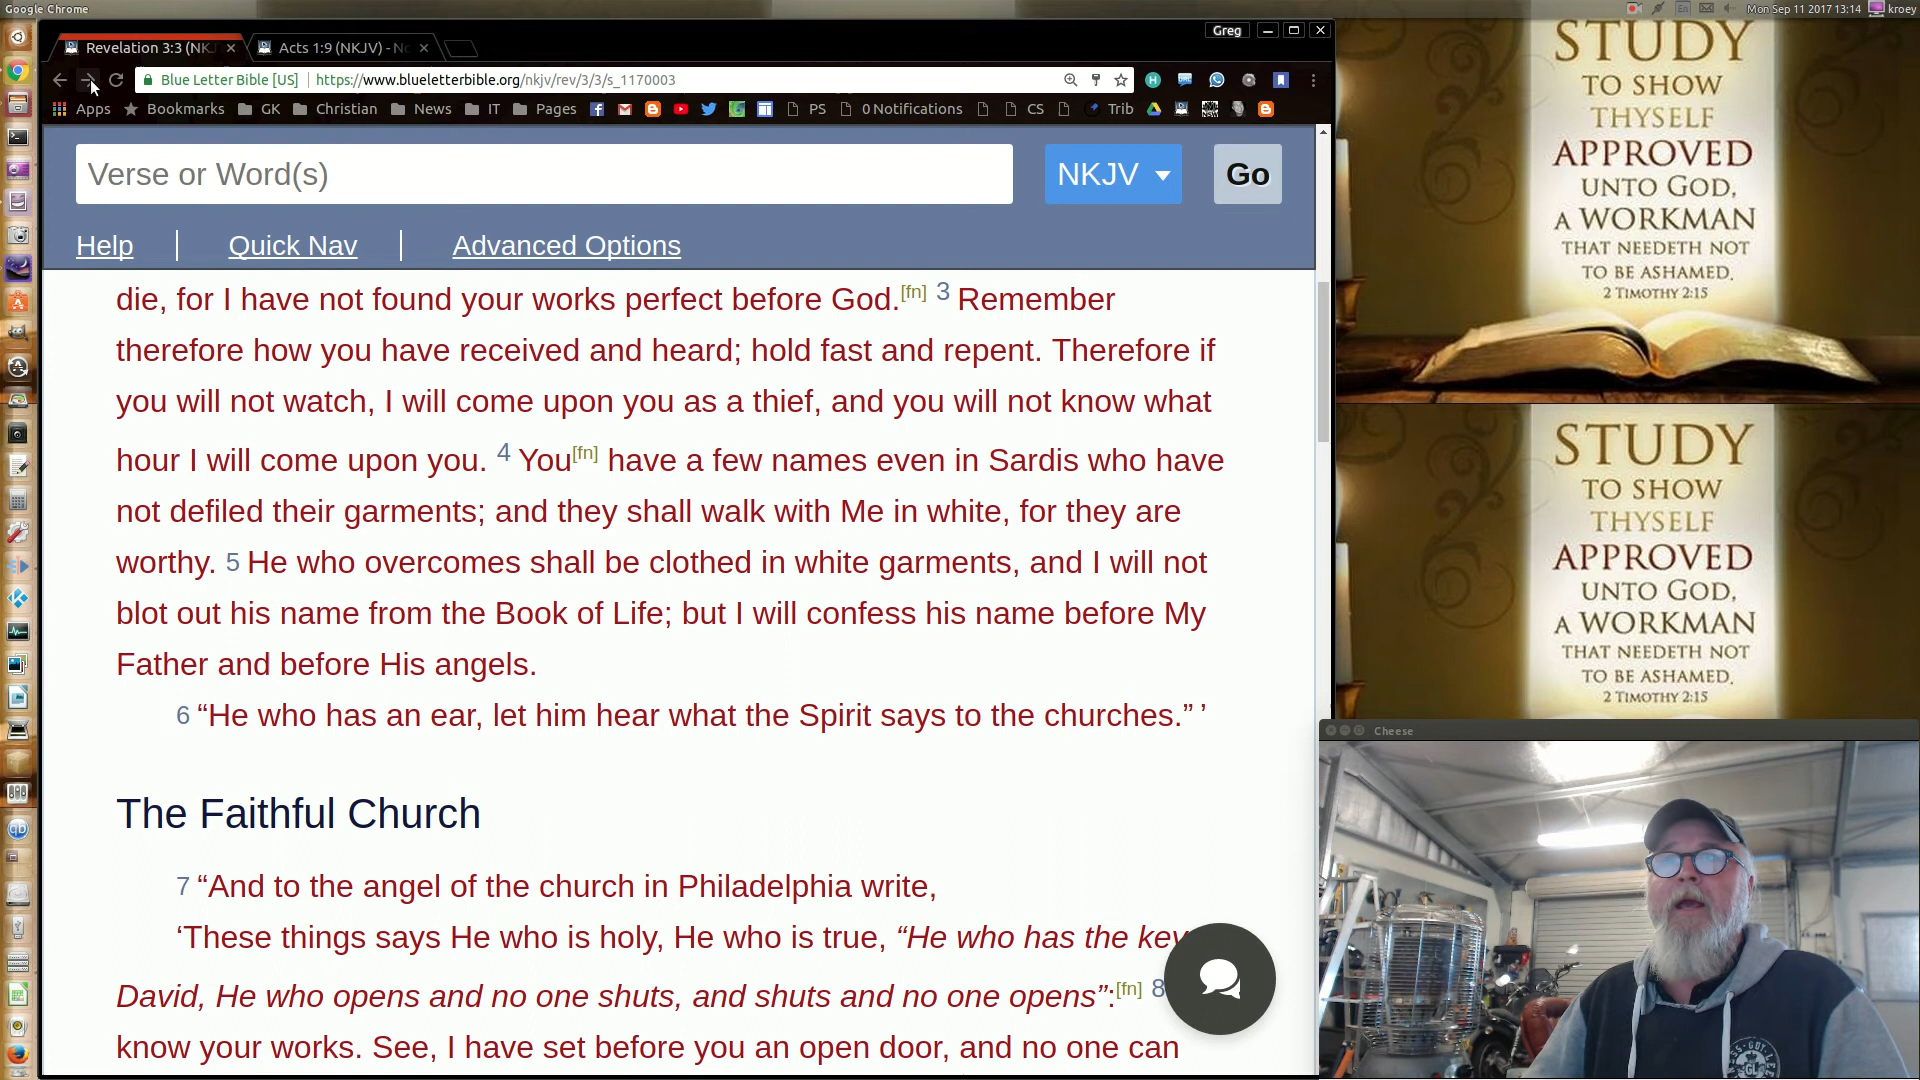 Google Chrome
En
Mon Sep 11 2017 13:14
kroey
Greg
Revelation 3:3 (NKJ
Acts 1:9 (NKJV) - N
Blue Letter Bible [US]
https://www.blueletterbible.org/nkjv/rev/3/3/s_1170003
Apps
Bookmarks
GK
Christian
News
IT
Pages
PS
0 Notifications
CS
Trib
Verse or Word(s)
NKJV
Go
Help
Quick Nav
Advanced Options
die, for I have not found your works perfect before God.[fn] 3 Remember
therefore how you have received and heard; hold fast and repent. Therefore if
you will not watch, I will come upon you as a thief, and you will not know what
hour I will come upon you. 4 You[fn] have a few names even in Sardis who have
not defiled their garments; and they shall walk with Me in white, for they are
worthy. 5 He who overcomes shall be clothed in white garments, and I will not
blot out his name from the Book of Life; but I will confess his name before My
Father and before His angels.
6 “He who has an ear, let him hear what the Spirit says to the churches.” ’
The Faithful Church
7 “And to the angel of the church in Philadelphia write,
‘These things says He who is holy, He who is true, “He who has the key
David, He who opens and no one shuts, and shuts and no one opens”:[fn] 8
know your works. See, I have set before you an open door, and no one can
STUDY
TO SHOW
THYSELF
APPROVED
UNTO GOD,
A WORKMAN
THAT NEEDETH NOT
TO BE ASHAMED.
2 TIMOTHY 2:15
STUDY
TO SHOW
THYSELF
APPROVED
UNTO GOD,
A WORKMAN
THAT NEEDETH NOT
TO BE ASHAMED.
2 TIMOTHY 2:15
Cheese